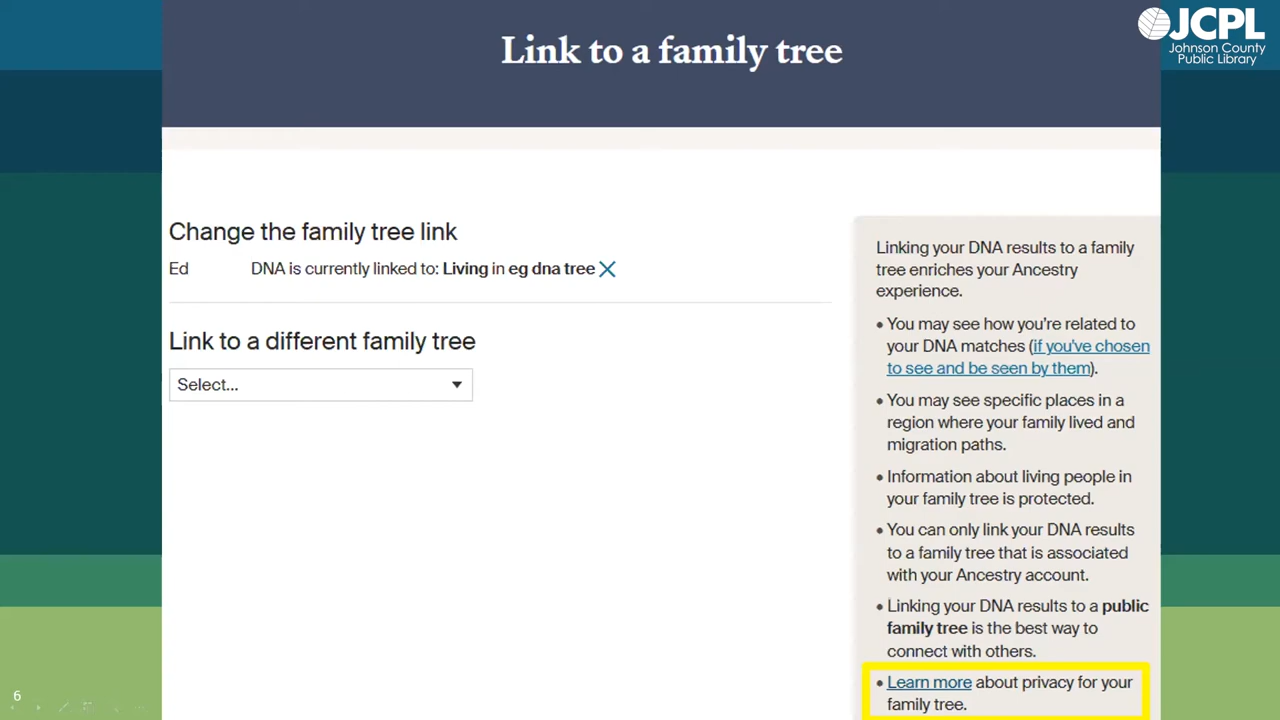 Link to a family tree
JCPL
Johnson County
Public Library
Change the family tree link
Ed DNA is currently linked to: Living in eg dna tree
Link to a different family tree
Select...
Linking your DNA results to a family
tree enriches your Ancestry
experience.
• You may see how you're related to
your DNA matches (if you've chosen
to see and be seen by them).
• You may see specific places in a
region where your family lived and
migration paths.
• Information about living people in
your family tree is protected.
• You can only link your DNA results
to a family tree that is associated
with your Ancestry account.
• Linking your DNA results to a public
family tree is the best way to
connect with others.
• Learn more about privacy for your
family tree.
6